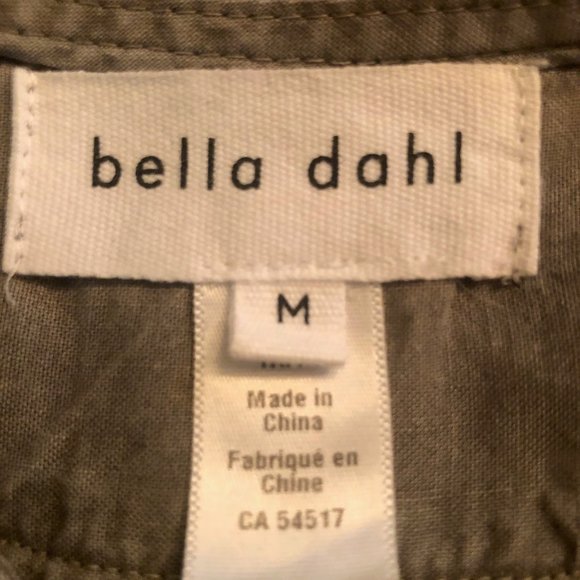 bella dahl
M
Made in
China
Fabriqué en
Chine
CA 54517